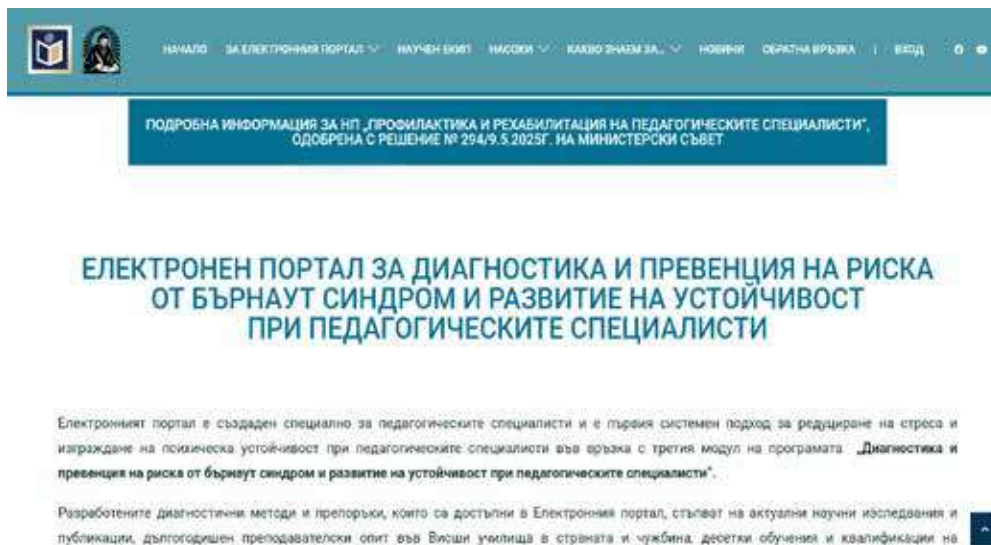 НАЧАЛО ЗА ЕЛЕКТРОННИЯ ПОРТАЛ НАУЧЕН ЕКИП НАСОКИ КАКВО ЗНАЕМ ЗА... НОВИНИ ОБРАТНА ВРЪЗКА | ВХОД
ПОДРОБНА ИНФОРМАЦИЯ ЗА НП „ПРОФИЛАКТИКА И РЕХАБИЛИТАЦИЯ НА ПЕДАГОГИЧЕСКИТЕ СПЕЦИАЛИСТИ“,
ОДОБРЕНА С РЕШЕНИЕ № 294/9.5.2025Г. НА МИНИСТЕРСКИ СЪВЕТ
ЕЛЕКТРОНЕН ПОРТАЛ ЗА ДИАГНОСТИКА И ПРЕВЕНЦИЯ НА РИСКА
ОТ БЪРНАУТ СИНДРОМ И РАЗВИТИЕ НА УСТОЙЧИВОСТ
ПРИ ПЕДАГОГИЧЕСКИТЕ СПЕЦИАЛИСТИ
Електронният портал е създаден специално за педагогическите специалисти и е първия системен подход за редуциране на стреса и
изграждане на психическа устойчивост при педагогическите специалисти във връзка с третия модул на програмата „Диагностика и
превенция на риска от бърнаут синдром и развитие на устойчивост при педагогическите специалисти“.
Разработените диагностични методи и препоръки, които са достъпни в Електронния портал, стъпват на актуални научни изследвания и
публикации, дългогодишен преподавателски опит във Висши училища в страната и чужбина, десетки обучения и квалификации на